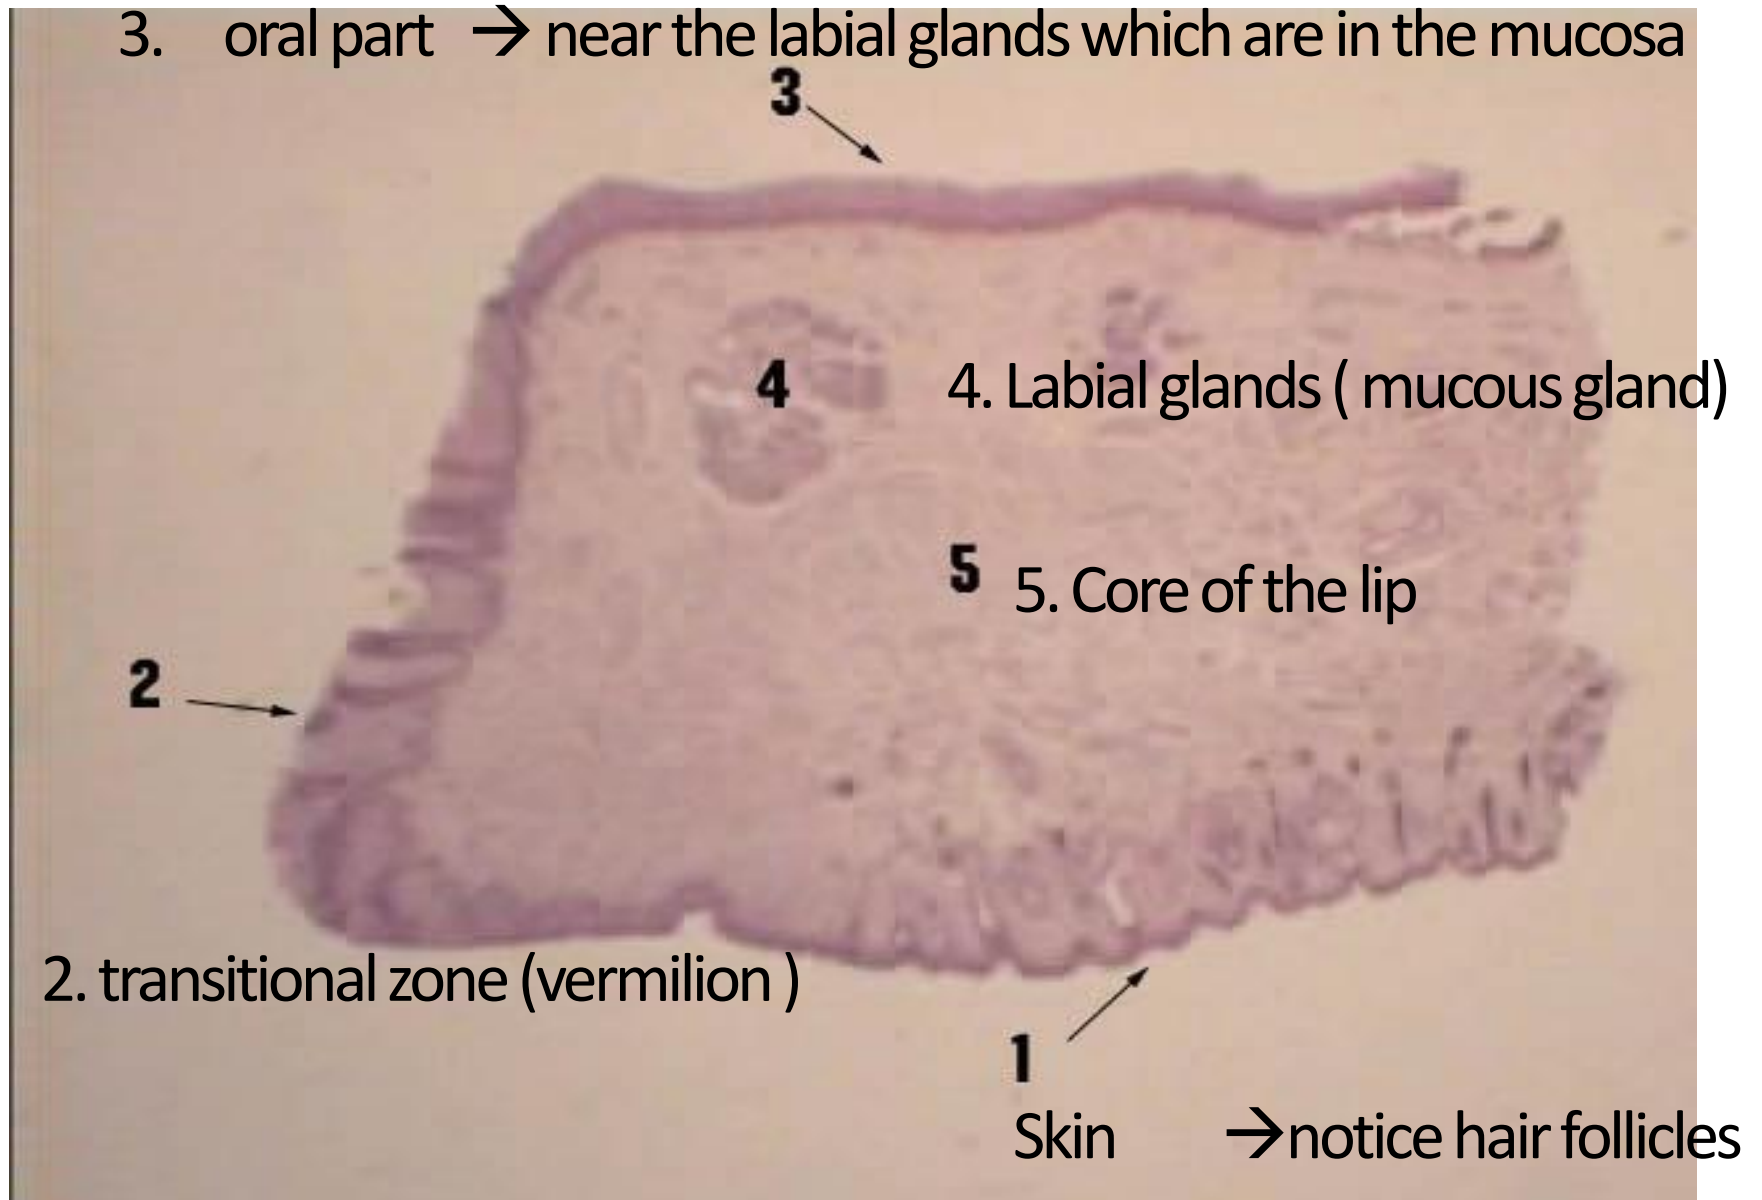 3. oral part → near the labial glands which are in the mucosa
3
4
4. Labial glands ( mucous gland)
5
5. Core of the lip
2
2. transitional zone (vermilion )
1
Skin →notice hair follicles